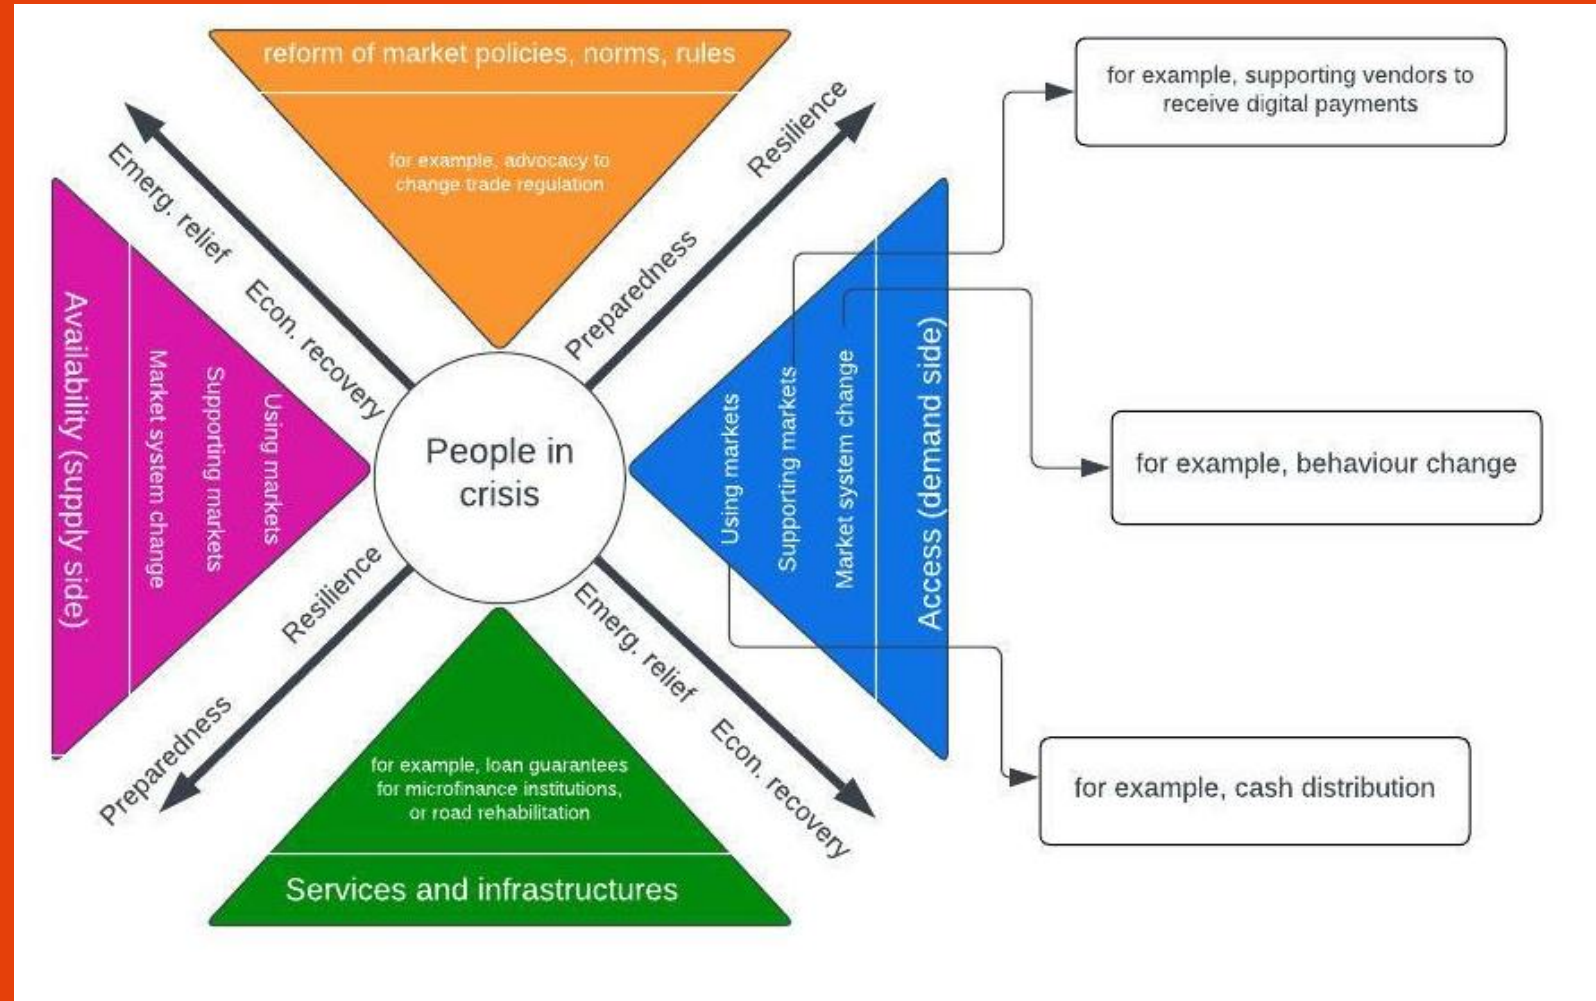 reform of market policies, norms, rules
for example, advocacy to
change trade regulation
for example, supporting vendors to
receive digital payments
Emerg. relief
Econ. recovery
Resilience
Preparedness
Availability (supply side)
Market system change
Supporting markets
Using markets
People in
crisis
Using markets
Supporting markets
Market system change
Access (demand side)
for example, behaviour change
Resilience
Preparedness
Emerg. relief
Econ. recovery
for example, cash distribution
for example, loan guarantees
for microfinance institutions,
or road rehabilitation
Services and infrastructures